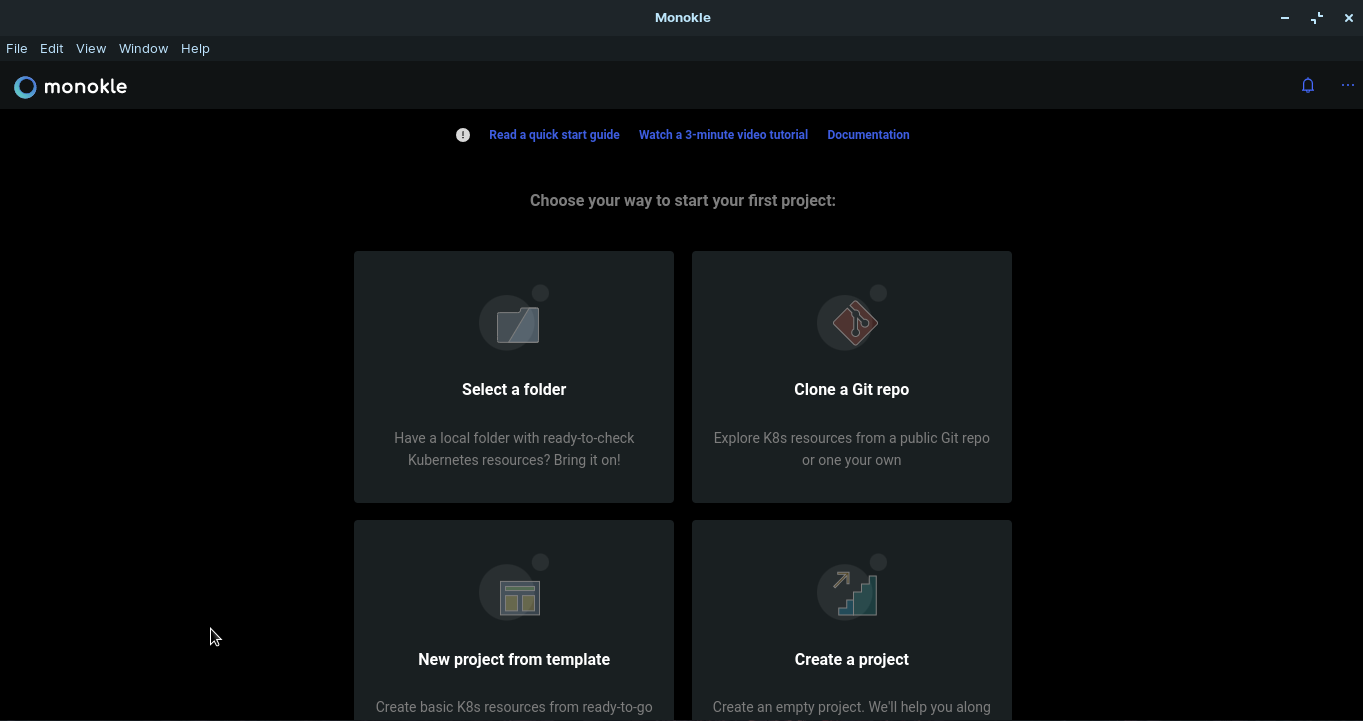 Monokle
File Edit View Window Help
monokle
Read a quick start guide Watch a 3-minute video tutorial Documentation
Choose your way to start your first project:
Select a folder
Have a local folder with ready-to-check
Kubernetes resources? Bring it on!
Clone a Git repo
Explore K8s resources from a public Git repo
or one your own
New project from template
Create basic K8s resources from ready-to-go
Create a project
Create an empty project. We'll help you along